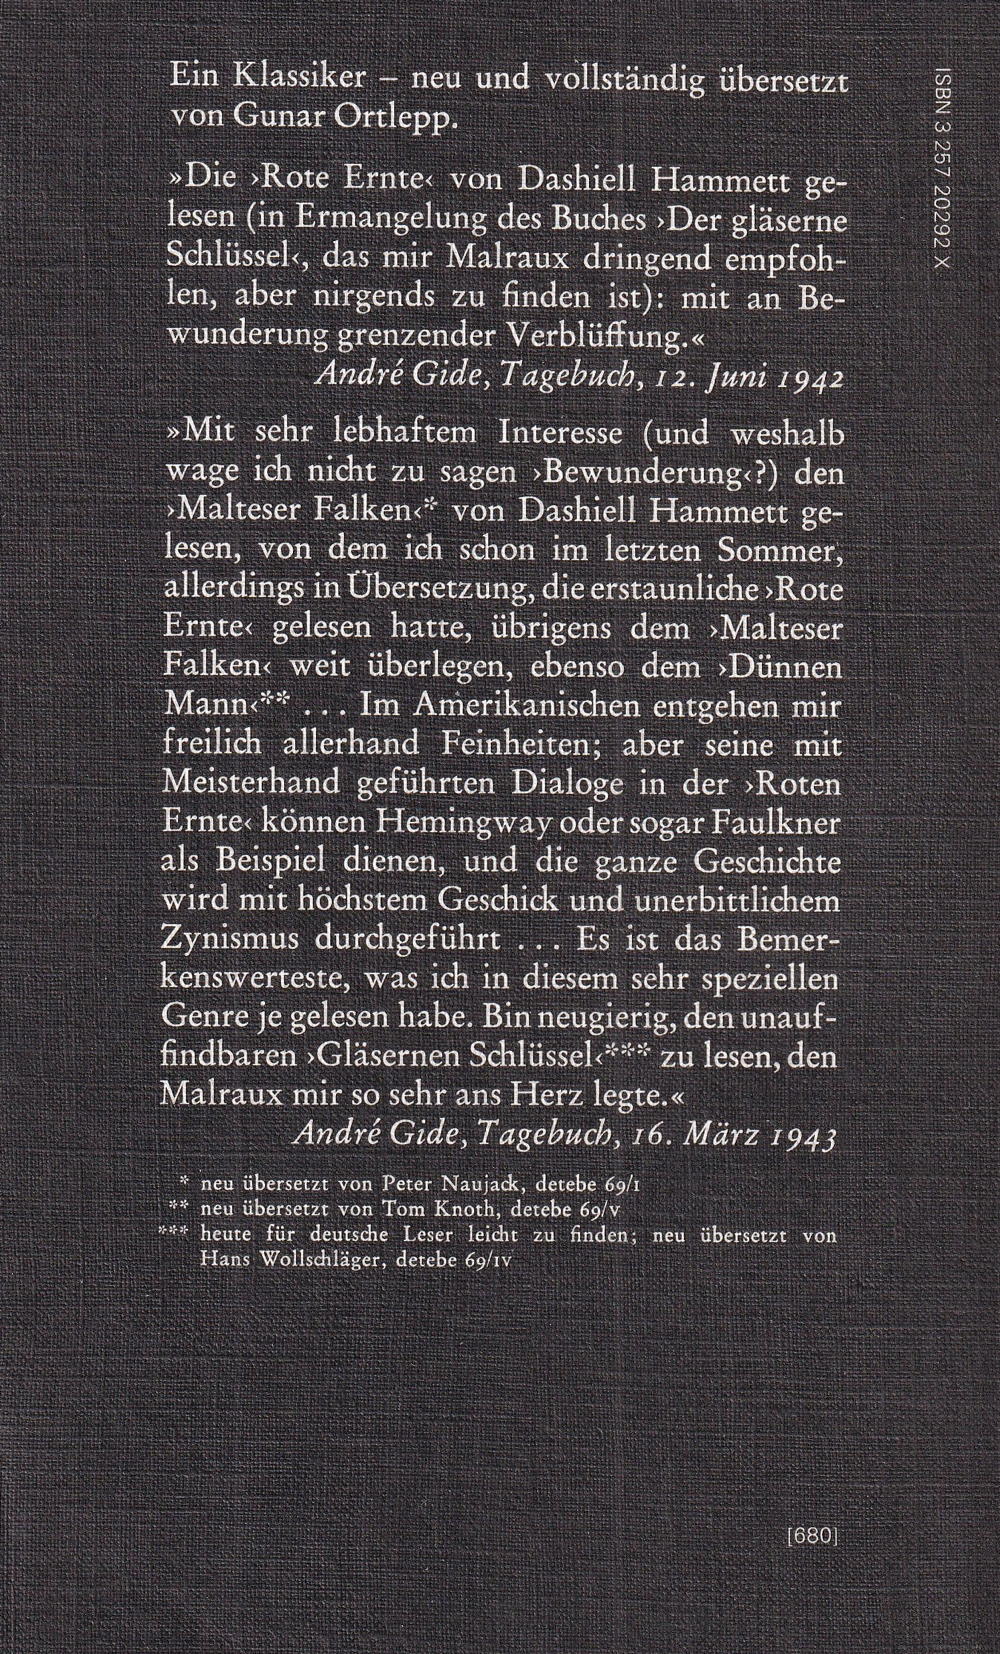 Ein Klassiker – neu und vollständig übersetzt
von Gunar Ortlepp.
»Die ›Rote Ernte‹ von Dashiell Hammett ge-
lesen (in Ermangelung des Buches ›Der gläserne
Schlüssel‹, das mir Malraux dringend empfoh-
len, aber nirgends zu finden ist): mit an Be-
wunderung grenzender Verblüffung.«
André Gide, Tagebuch, 12. Juni 1942
»Mit sehr lebhaftem Interesse (und weshalb
wage ich nicht zu sagen ›Bewunderung‹?) den
›Malteser Falken‹* von Dashiell Hammett ge-
lesen, von dem ich schon im letzten Sommer,
allerdings in Übersetzung, die erstaunliche ›Rote
Ernte‹ gelesen hatte, übrigens dem ›Malteser
Falken‹ weit überlegen, ebenso dem ›Dünnen
Mann‹** ... Im Amerikanischen entgehen mir
freilich allerhand Feinheiten; aber seine mit
Meisterhand geführten Dialoge in der ›Roten
Ernte‹ können Hemingway oder sogar Faulkner
als Beispiel dienen, und die ganze Geschichte
wird mit höchstem Geschick und unerbittlichem
Zynismus durchgeführt ... Es ist das Bemer-
kenswerteste, was ich in diesem sehr speziellen
Genre je gelesen habe. Bin neugierig, den unauf-
findbaren ›Gläsernen Schlüssel‹*** zu lesen, den
Malraux mir so sehr ans Herz legte.«
André Gide, Tagebuch, 16. März 1943
* neu übersetzt von Peter Naujack, detebe 69/I
** neu übersetzt von Tom Knoth, detebe 69/V
*** heute für deutsche Leser leicht zu finden; neu übersetzt von
Hans Wollschläger, detebe 69/IV
[680]
ISBN 3 257 20292 X